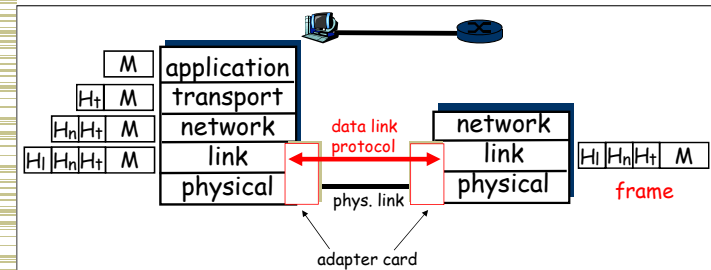 M application
Ht M transport
Hn Ht M network
Hl Hn Ht M link
physical
data link
protocol
phys. link
adapter card
network
link
physical
Hl Hn Ht M
frame